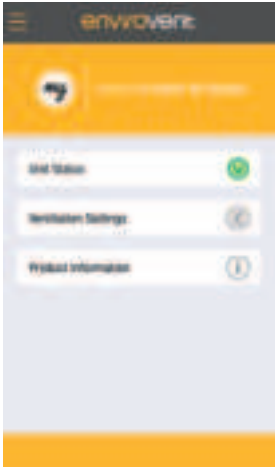 envirovent
Unit Status
Ventilation Settings
Product Information